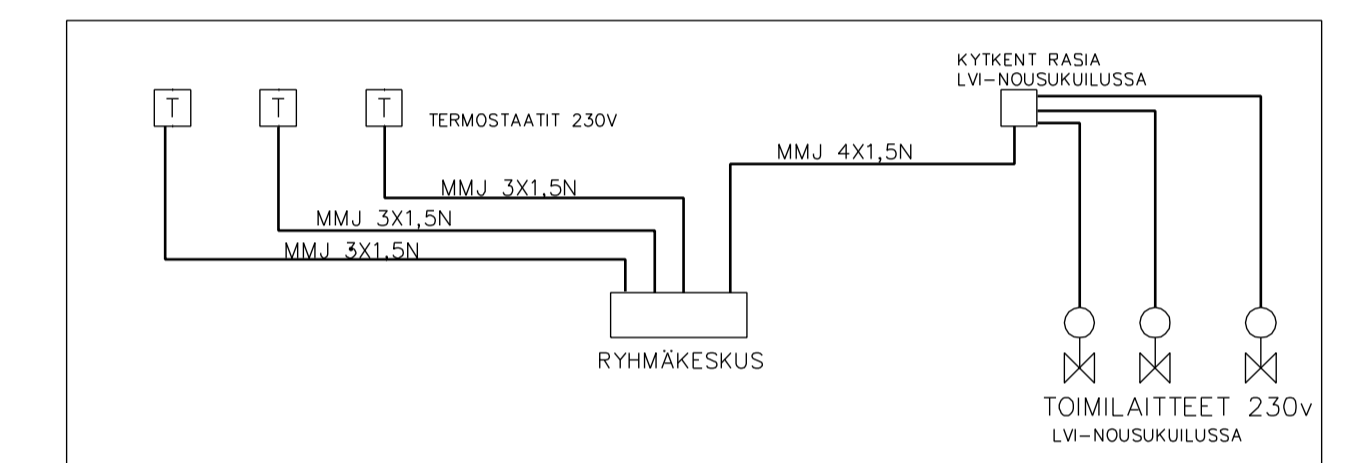 KYTKENT RASIA
LVI-NOUSUKUILUSSA
T
T
T
TERMOSTAATIT 230V
MMJ 4X1,5N
MMJ 3X1,5N
MMJ 3X1,5N
MMJ 3X1,5N
RYHMÄKESKUS
TOIMILAITTEET 230v
LVI-NOUSUKUILUSSA